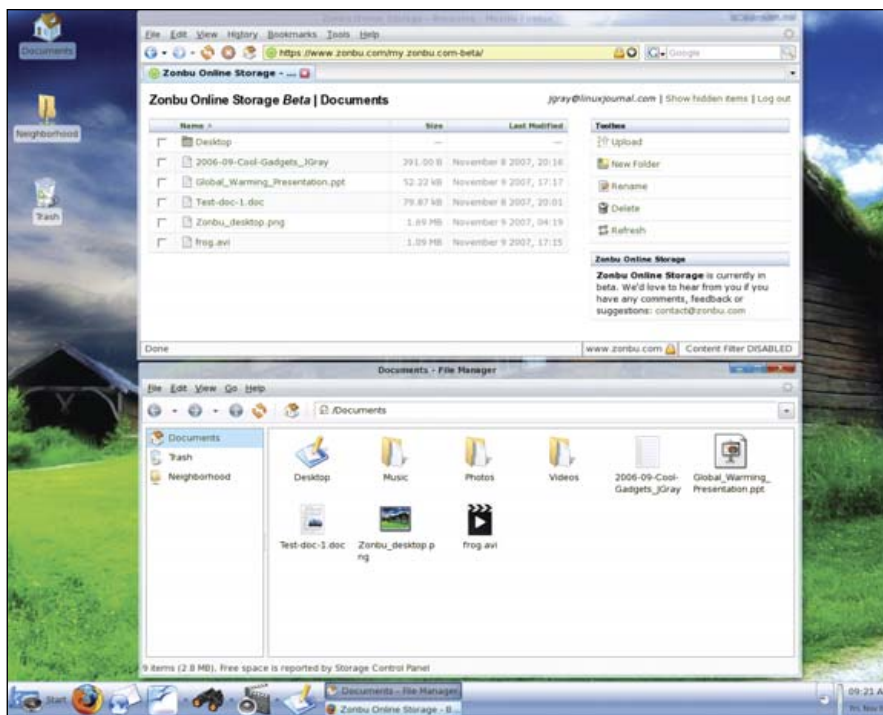 Documents
Neighborhood
Trash
File Edit View History Bookmarks Tools Help
https://www.zonbu.com/my.zonbu.com-beta/
Google
Zonbu Online Storage - ...
Zonbu Online Storage Beta | Documents
jgray@linuxjournal.com | Show hidden items | Log out
Name Size Last Modified
Desktop — —
2006-09-Cool-Gadgets_JGray 391.00 B November 8 2007, 20:16
Global_Warming_Presentation.ppt 52.22 kB November 9 2007, 17:17
Test-doc-1.doc 79.87 kB November 8 2007, 20:01
Zonbu_desktop.png 1.69 MB November 9 2007, 04:19
frog.avi 1.09 MB November 9 2007, 17:15
Toolbox
Upload
New Folder
Rename
Delete
Refresh
Zonbu Online Storage
Zonbu Online Storage is currently in
beta. We'd love to hear from you if you
have any comments, feedback or
suggestions: contact@zonbu.com
Done
www.zonbu.com Content Filter DISABLED
Documents - File Manager
File Edit View Go Help
/Documents
Documents
Trash
Neighborhood
Desktop
Music
Photos
Videos
2006-09-Cool-
Gadgets_JGray
Global_Warming_
Presentation.ppt
Test-doc-1.doc
Zonbu_desktop.p
ng
frog.avi
9 items (2.8 MB), Free space is reported by Storage Control Panel
Start
Documents - File Manager
Zonbu Online Storage - B...
09:21 A
Fri, Nov